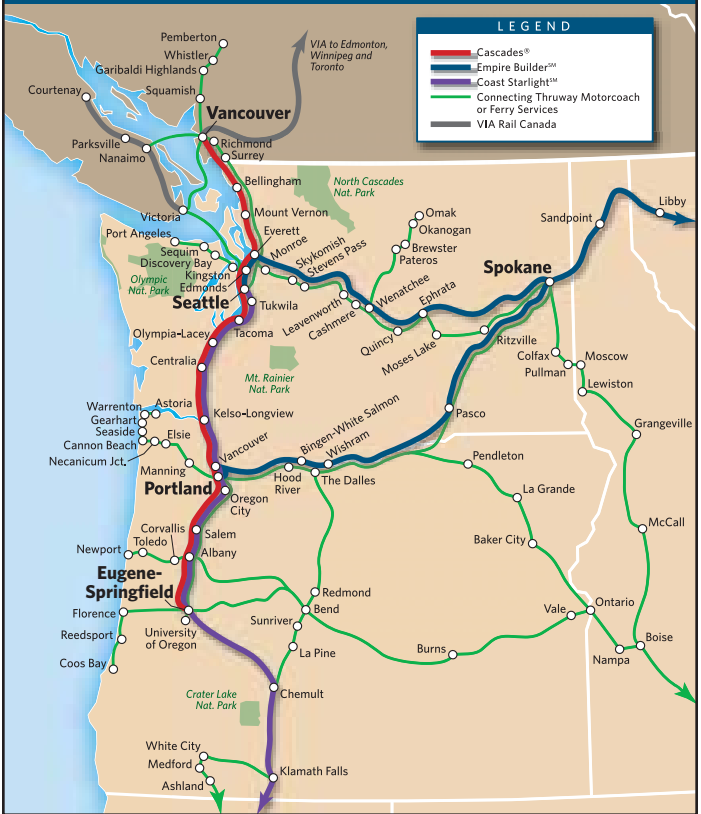 LEGEND
Cascades®
Empire Builder℠
Coast Starlight℠
Connecting Thruway Motorcoach
or Ferry Services
VIA Rail Canada
Pemberton
Whistler
Garibaldi Highlands
VIA to Edmonton,
Winnipeg and
Toronto
Courtenay
Squamish
Vancouver
Parksville
Nanaimo
Richmond
Surrey
Bellingham
North Cascades
Nat. Park
Victoria
Mount Vernon
Omak
Okanogan
Sandpoint
Libby
Port Angeles
Everett
Monroe
Brewster
Pateros
Sequim
Discovery Bay
Skykomish
Stevens Pass
Spokane
Olympic
Nat. Park
Kingston
Edmonds
Seattle
Tukwila
Leavenworth
Cashmere
Wenatchee
Ephrata
Quincy
Moses Lake
Ritzville
Olympia-Lacey
Tacoma
Centralia
Mt. Rainier
Nat. Park
Colfax
Pullman
Moscow
Lewiston
Warrenton
Astoria
Gearhart
Seaside
Cannon Beach
Elsie
Necanicum Jct.
Kelso-Longview
Pasco
Grangeville
Manning
Vancouver
Bingen-White Salmon
Wishram
Pendleton
Portland
Hood
River
The Dalles
Oregon
City
La Grande
Corvallis
Toledo
Newport
Salem
Albany
Baker City
McCall
Eugene-
Springfield
Redmond
Bend
Florence
University
of Oregon
Sunriver
Vale
Ontario
Reedsport
La Pine
Burns
Nampa
Boise
Coos Bay
Crater Lake
Nat. Park
Chemult
White City
Medford
Ashland
Klamath Falls